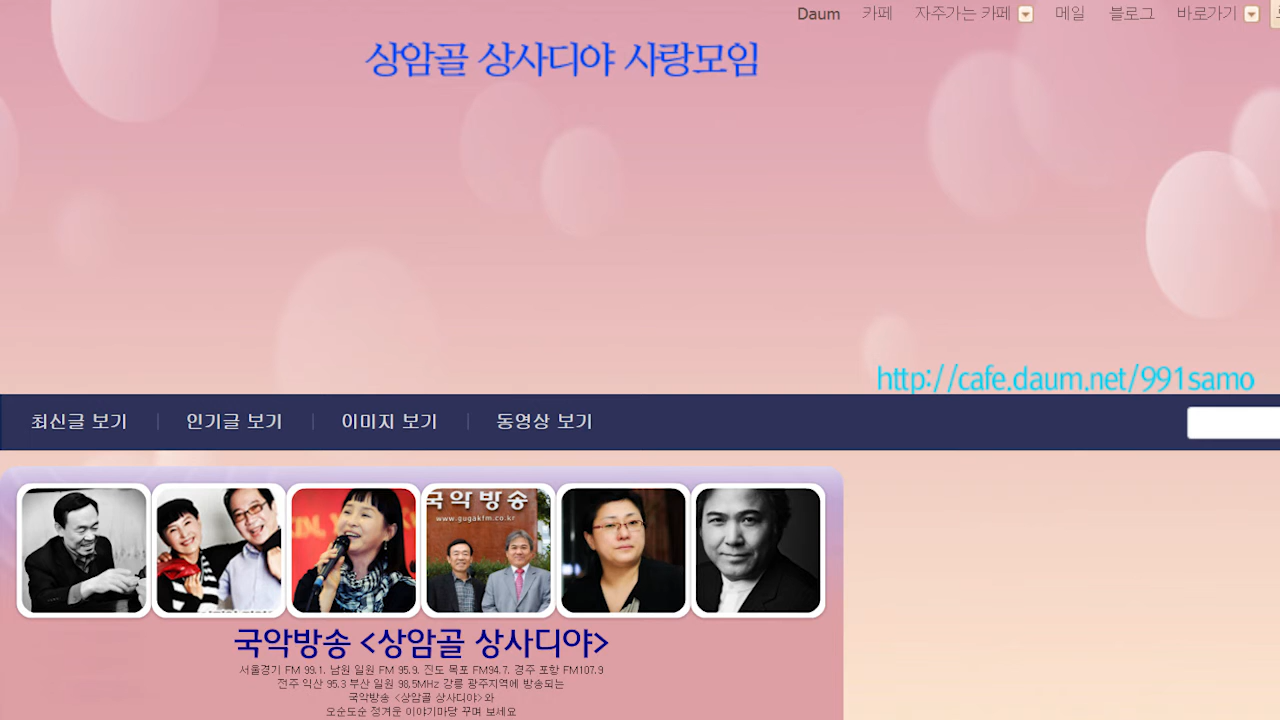 Daum 카페 자주가는 카페 메일 블로그 바로가기
상암골 상사디야 사랑모임
http://cafe.daum.net/991samo
최신글 보기 인기글 보기 이미지 보기 동영상 보기
국악방송
www.gugakfm.co.kr
국악방송 <상암골 상사디야>
서울경기 FM 99.1, 남원 일원 FM 95.9, 진도 목포 FM94.7, 경주 포항 FM107.9
전주 익산 95.3 부산 일원 98.5MHz 강릉 광주지역에 방송되는
국악방송 <상암골 상사디야>와
오순도순 정겨운 이야기마당 꾸며 보세요